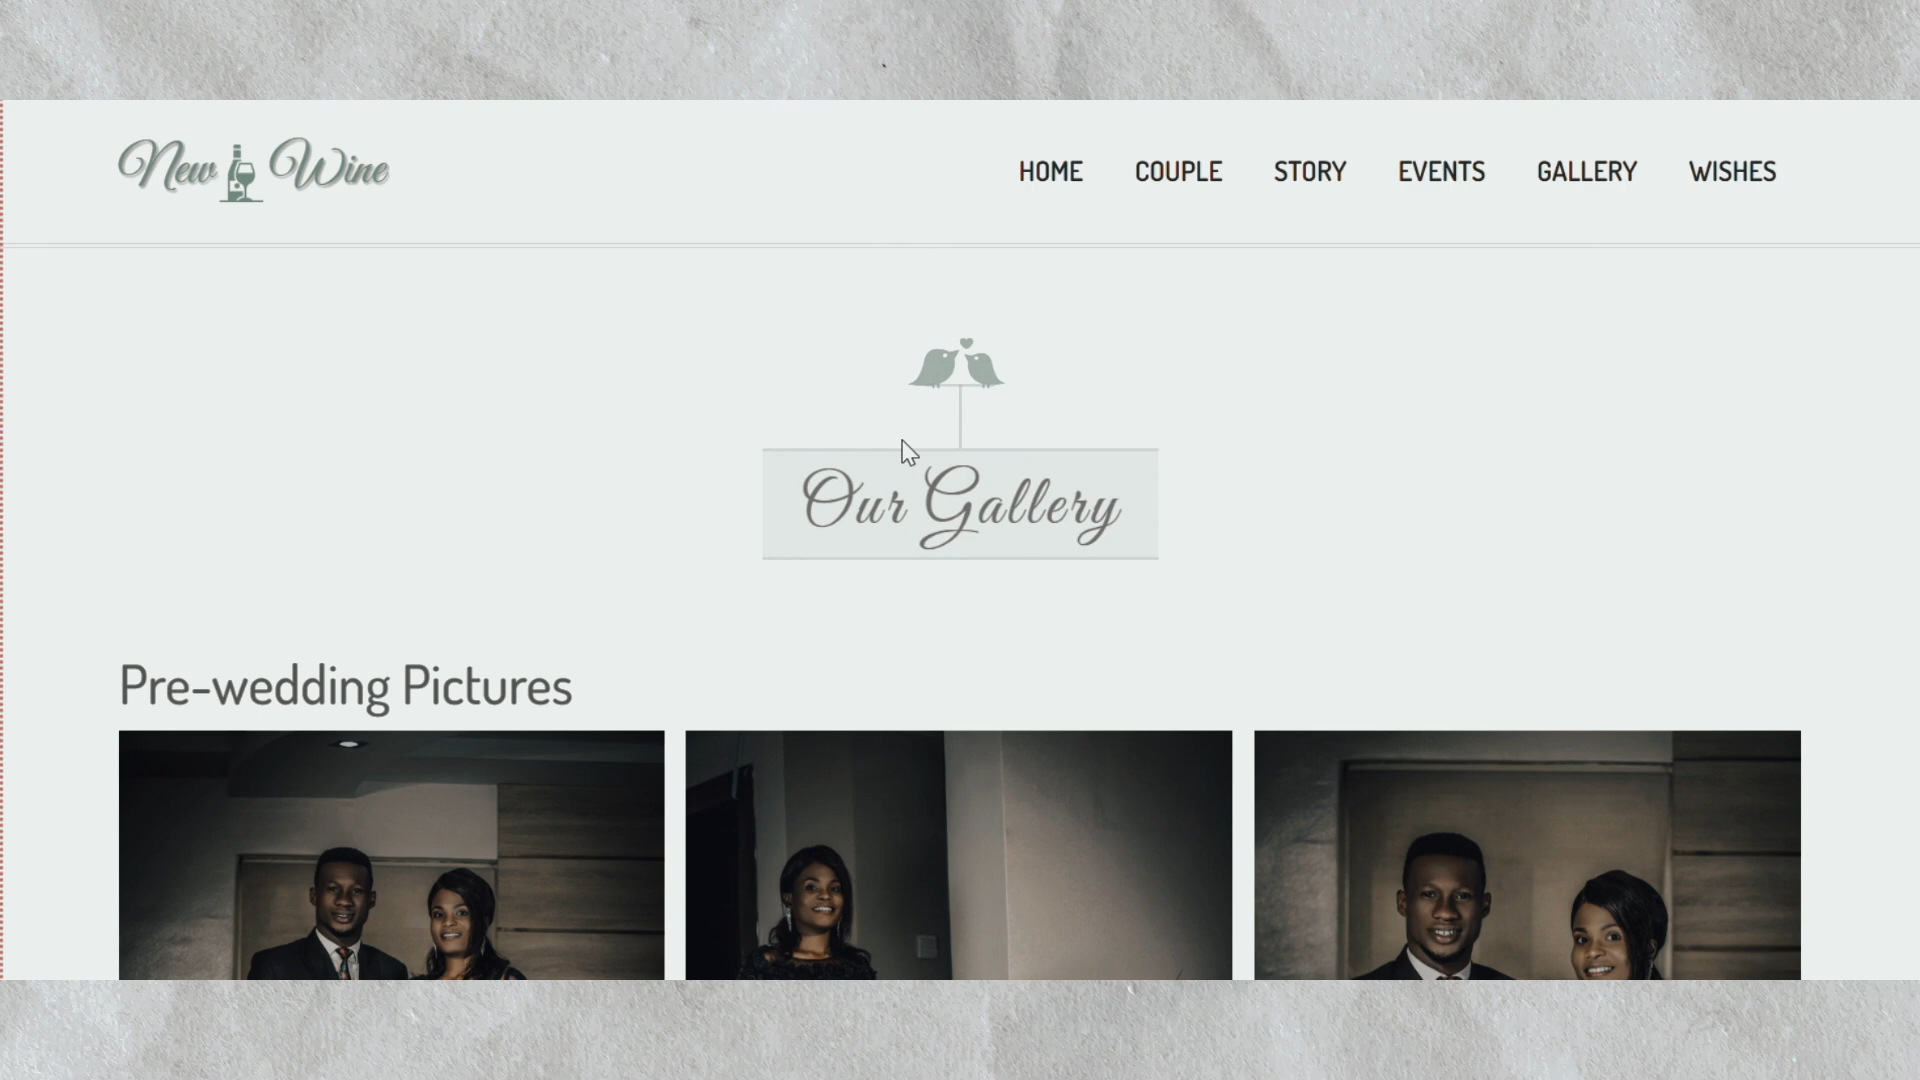 New Wine
HOME COUPLE STORY EVENTS GALLERY WISHES
Our Gallery
Pre-wedding Pictures